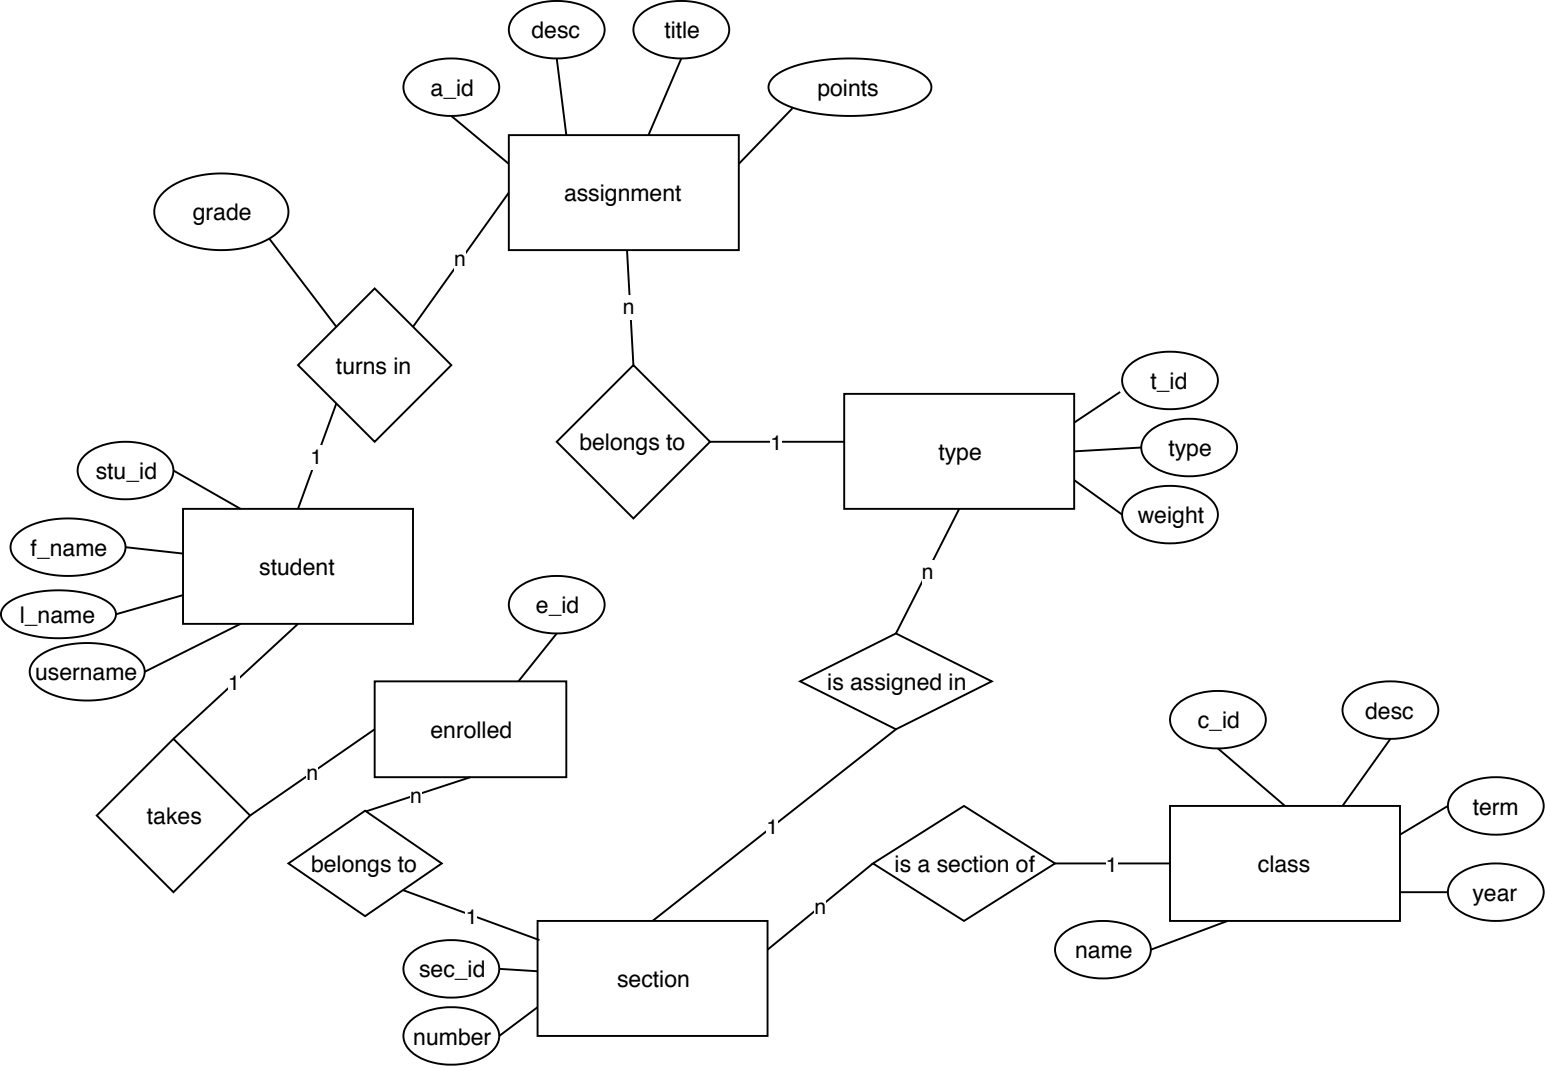 desc
title
a_id
points
assignment
grade
n
n
turns in
t_id
belongs to
1
type
type
1
stu_id
weight
f_name
student
n
l_name
e_id
username
1
is assigned in
enrolled
c_id
desc
n
n
takes
1
term
belongs to
is a section of
1
class
year
1
n
name
sec_id
section
number